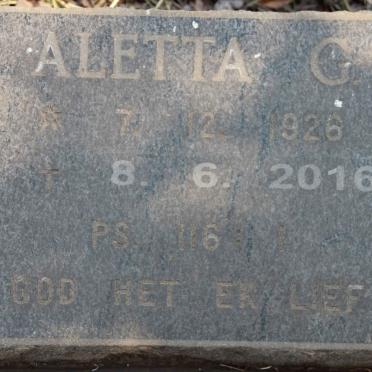 ALETTA C
* 7. 12. 1926
† 8. 6. 2016
PS. 116 : 1
GOD HET EK LIEF